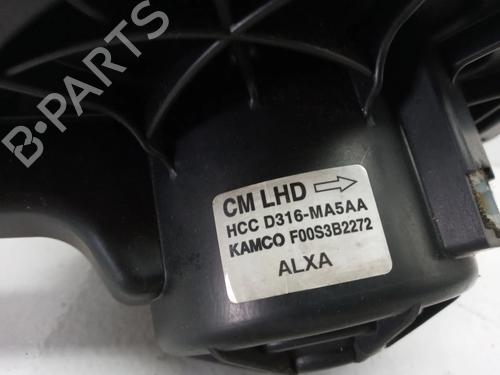 B-PARTS
CM LHD
HCC D316-MA5AA
KAMCO F00S3B2272
ALXA